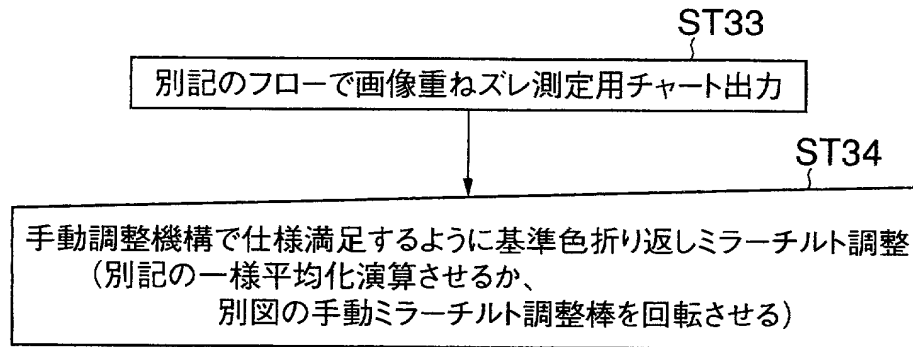 ST33
別記のフローで画像重ねズレ測定用チャート出力
ST34
手動調整機構で仕様満足するように基準色折り返しミラーチルト調整
(別記の一様平均化演算させるか、
別図の手動ミラーチルト調整棒を回転させる)